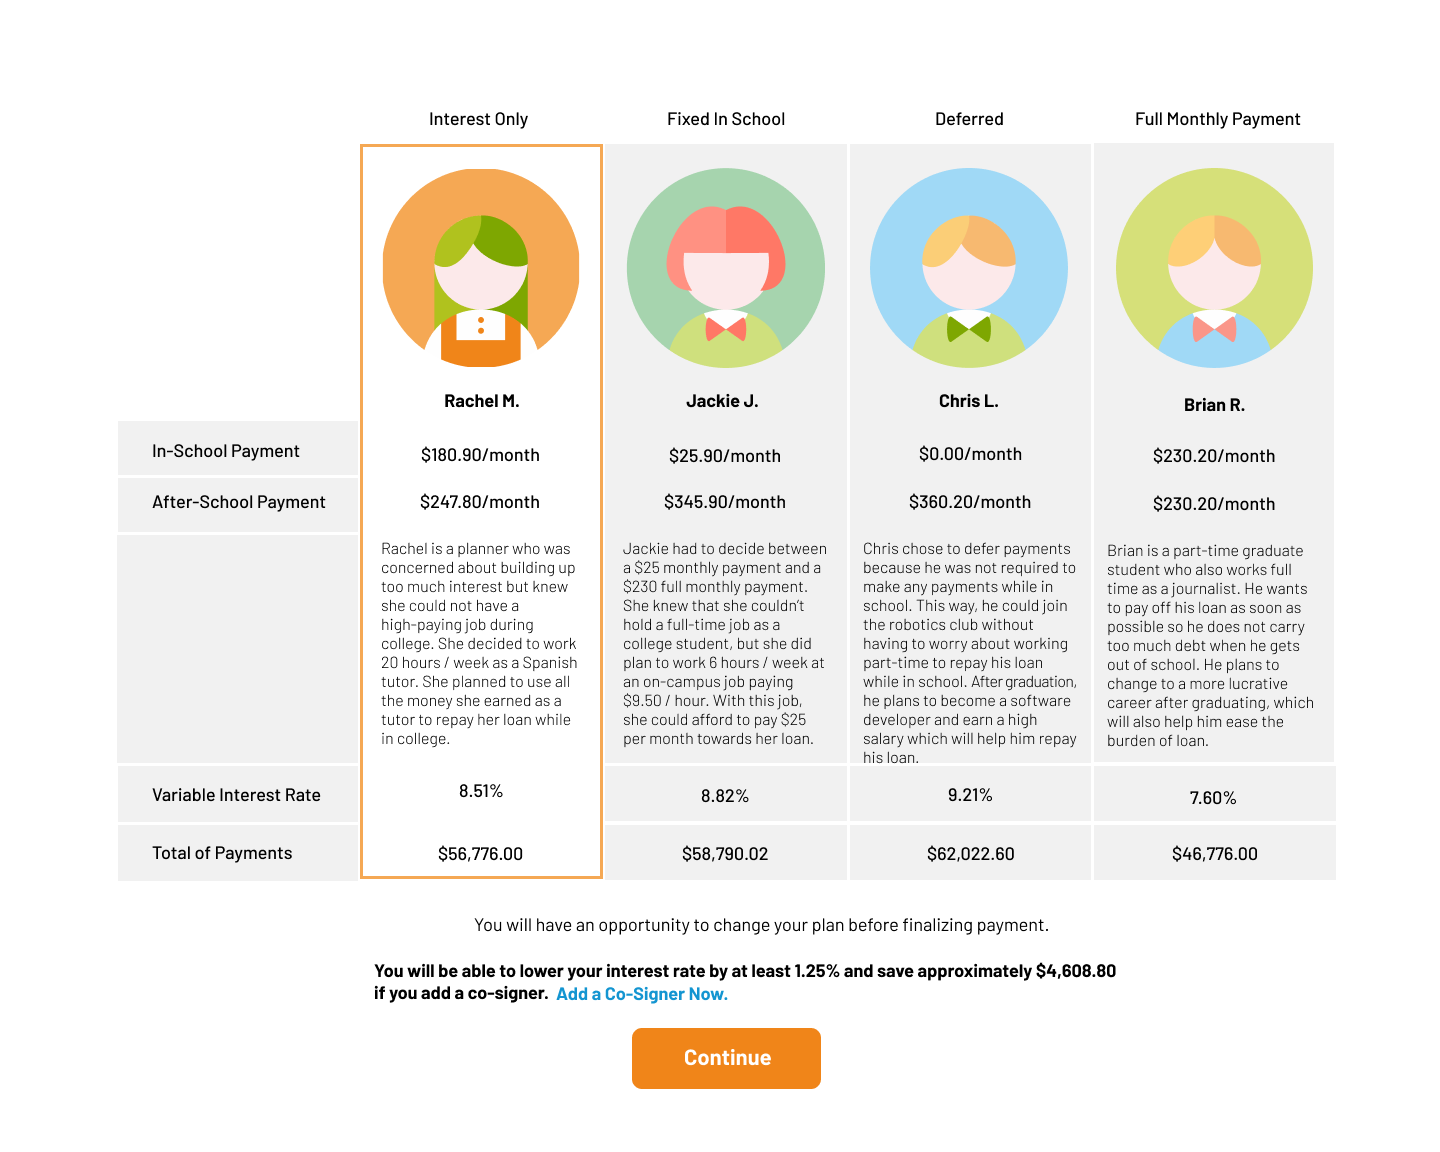 Interest Only
Fixed In School
Deferred
Full Monthly Payment
Rachel M.
Jackie J.
Chris L.
Brian R.
In-School Payment
$180.90/month
$25.90/month
$0.00/month
$230.20/month
After-School Payment
$247.80/month
$345.90/month
$360.20/month
$230.20/month
Rachel is a planner who was
concerned about building up
too much interest but knew
she could not have a
high-paying job during
college. She decided to work
20 hours / week as a Spanish
tutor. She planned to use all
the money she earned as a
tutor to repay her loan while
in college.
Jackie had to decide between
a $25 monthly payment and a
$230 full monthly payment.
She knew that she couldn't
hold a full-time job as a
college student, but she did
plan to work 6 hours / week at
an on-campus job paying
$9.50 / hour. With this job,
she could afford to pay $25
per month towards her loan.
Chris chose to defer payments
because he was not required to
make any payments while in
school. This way, he could join
the robotics club without
having to worry about working
part-time to repay his loan
while in school. After graduation,
he plans to become a software
developer and earn a high
salary which will help him repay
his loan.
Brian is a part-time graduate
student who also works full
time as a journalist. He wants
to pay off his loan as soon as
possible so he does not carry
too much debt when he gets
out of school. He plans to
change to a more lucrative
career after graduating, which
will also help him ease the
burden of loan.
Variable Interest Rate
8.51%
8.82%
9.21%
7.60%
Total of Payments
$56,776.00
$58,790.02
$62,022.60
$46,776.00
You will have an opportunity to change your plan before finalizing payment.
You will be able to lower your interest rate by at least 1.25% and save approximately $4,608.80
if you add a co-signer. Add a Co-Signer Now.
Continue